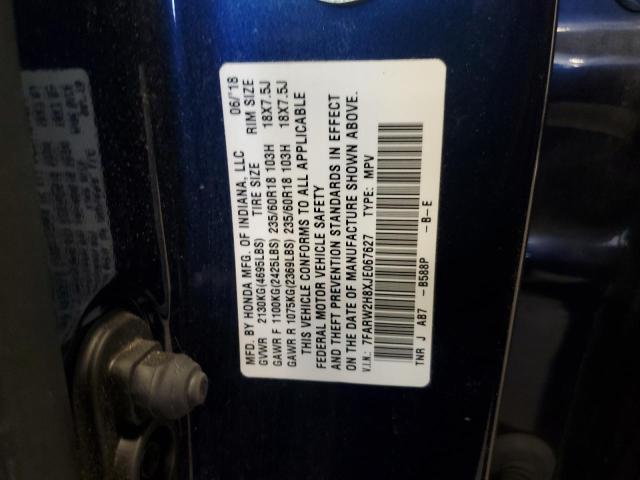 MFD. BY HONDA MFG. OF INDIANA, LLC 06/'18
GVWR 2130KG(4695LBS) TIRE SIZE RIM SIZE
GAWR F 1100KG(2425LBS) 235/60R18 103H 18X7.5J
GAWR R 1075KG(2369LBS) 235/60R18 103H 18X7.5J
THIS VEHICLE CONFORMS TO ALL APPLICABLE
FEDERAL MOTOR VEHICLE SAFETY
AND THEFT PREVENTION STANDARDS IN EFFECT
ON THE DATE OF MANUFACTURE SHOWN ABOVE.
V.I.N.: 7FARW2H8XJE067627 TYPE: MPV
TNR J AB7 -B588P -B-E